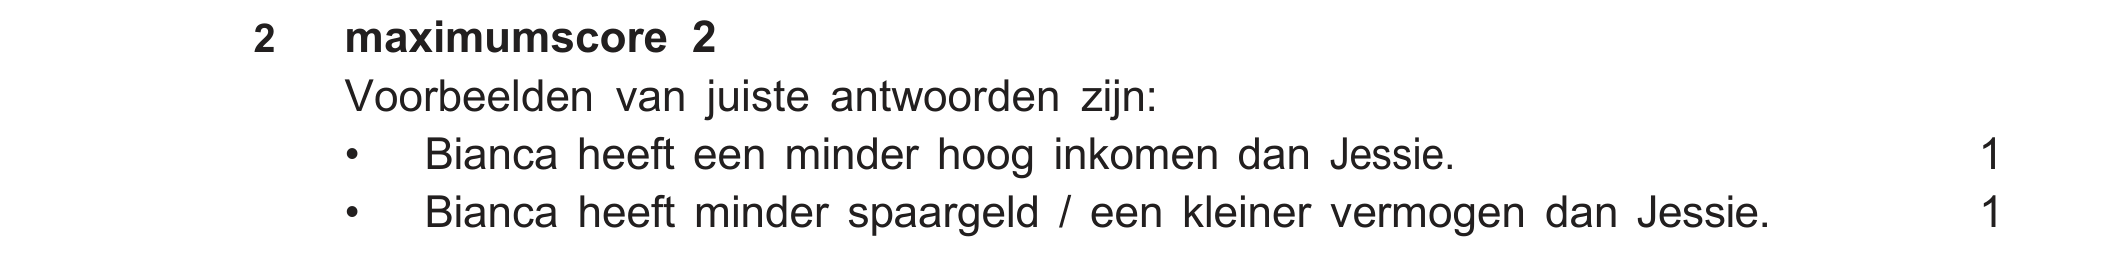 2 maximumscore 2
Voorbeelden van juiste antwoorden zijn:
• Bianca heeft een minder hoog inkomen dan Jessie. 1
• Bianca heeft minder spaargeld / een kleiner vermogen dan Jessie. 1